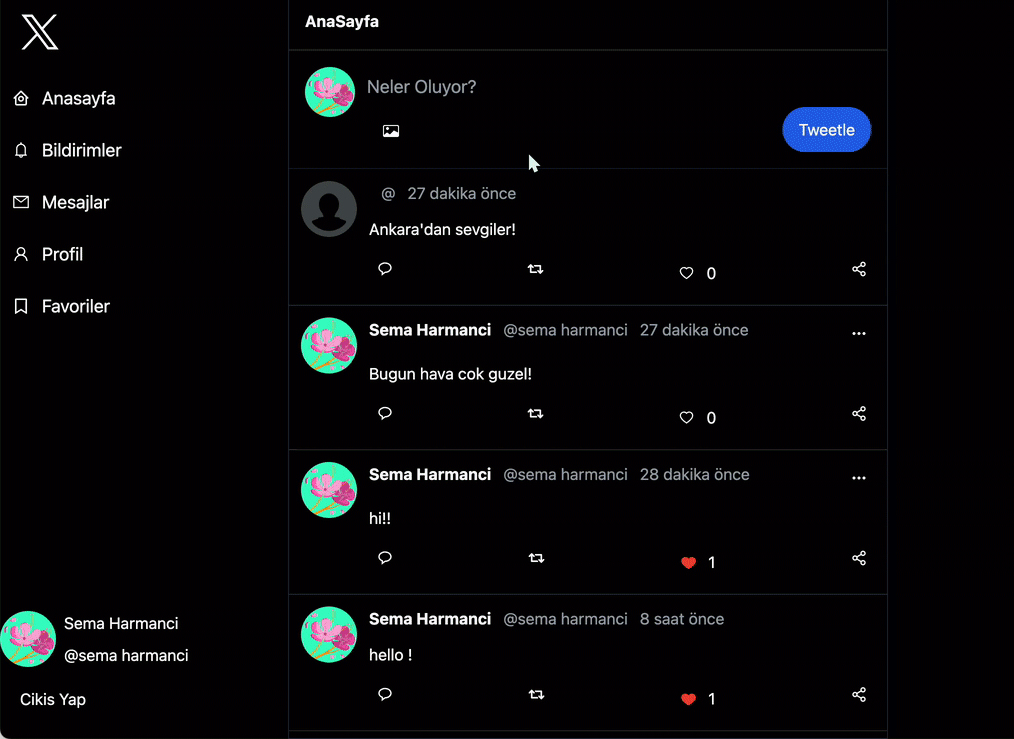 Anasayfa
Bildirimler
Mesajlar
Profil
Favoriler
Sema Harmanci
@sema harmanci
Cikis Yap
AnaSayfa
Neler Oluyor?
Tweetle
@ 27 dakika önce
Ankara'dan sevgiler!
0
Sema Harmanci @sema harmanci 27 dakika önce
Bugun hava cok guzel!
0
Sema Harmanci @sema harmanci 28 dakika önce
hi!!
1
Sema Harmanci @sema harmanci 8 saat önce
hello !
1